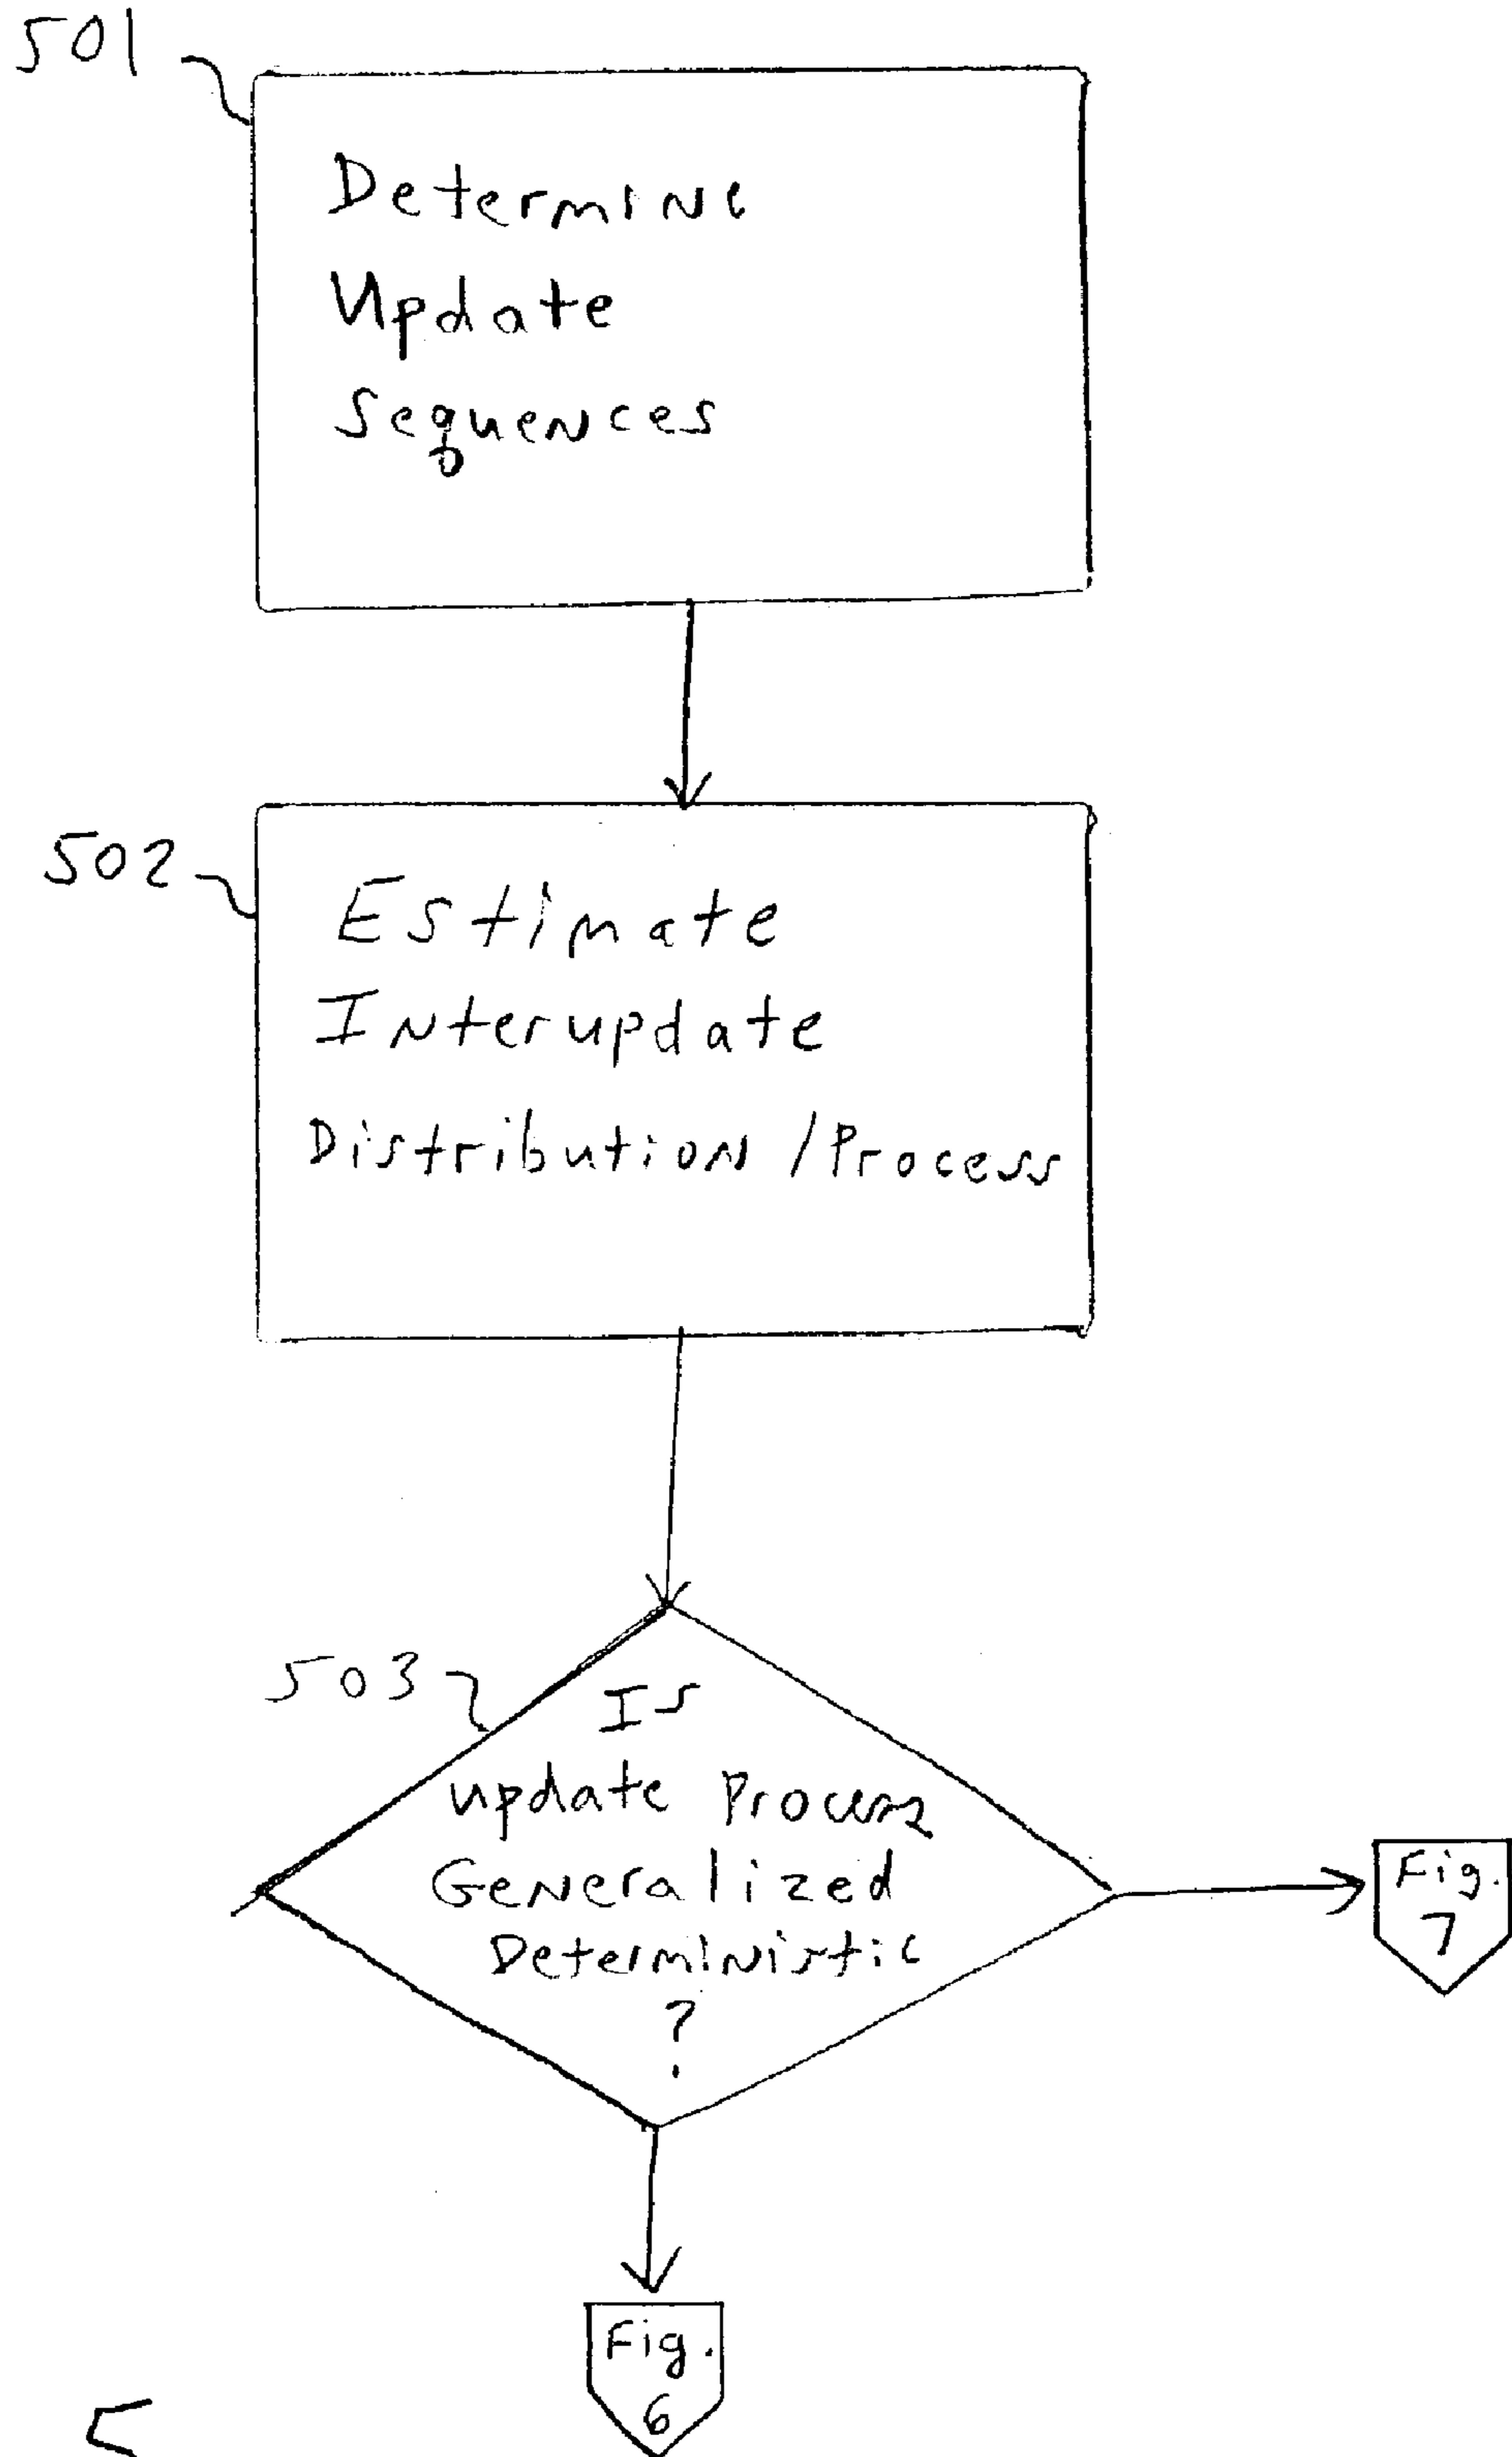 501
Determine
Update
Sequences
502
Estimate
Interupdate
Distribution / Process
503
Is
update Process
Generalized
Deterministic
?
Fig.
7
Fig.
6